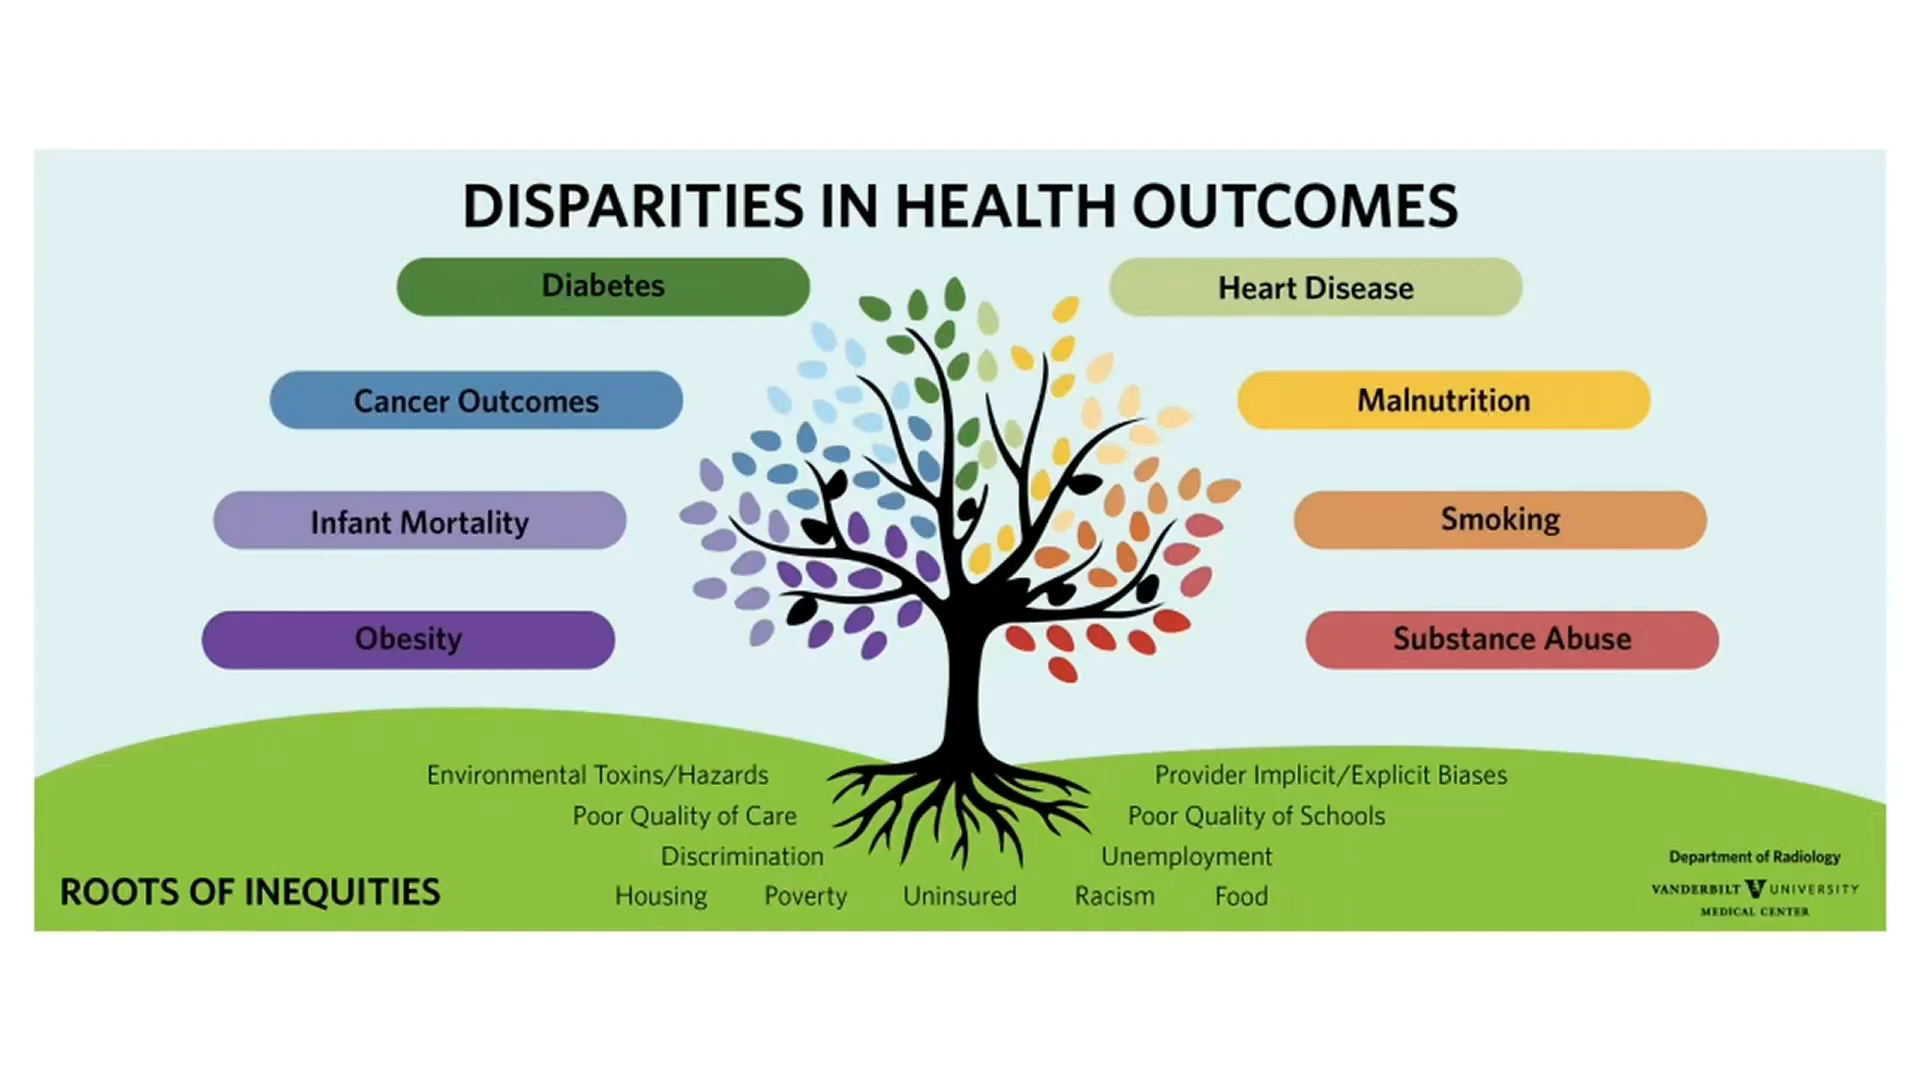 DISPARITIES IN HEALTH OUTCOMES
Diabetes
Heart Disease
Cancer Outcomes
Malnutrition
Infant Mortality
Smoking
Obesity
Substance Abuse
Environmental Toxins/Hazards
Provider Implicit/Explicit Biases
Poor Quality of Care
Poor Quality of Schools
Discrimination
Unemployment
Housing Poverty Uninsured Racism Food
ROOTS OF INEQUITIES
Department of Radiology
VANDERBILT V UNIVERSITY
MEDICAL CENTER